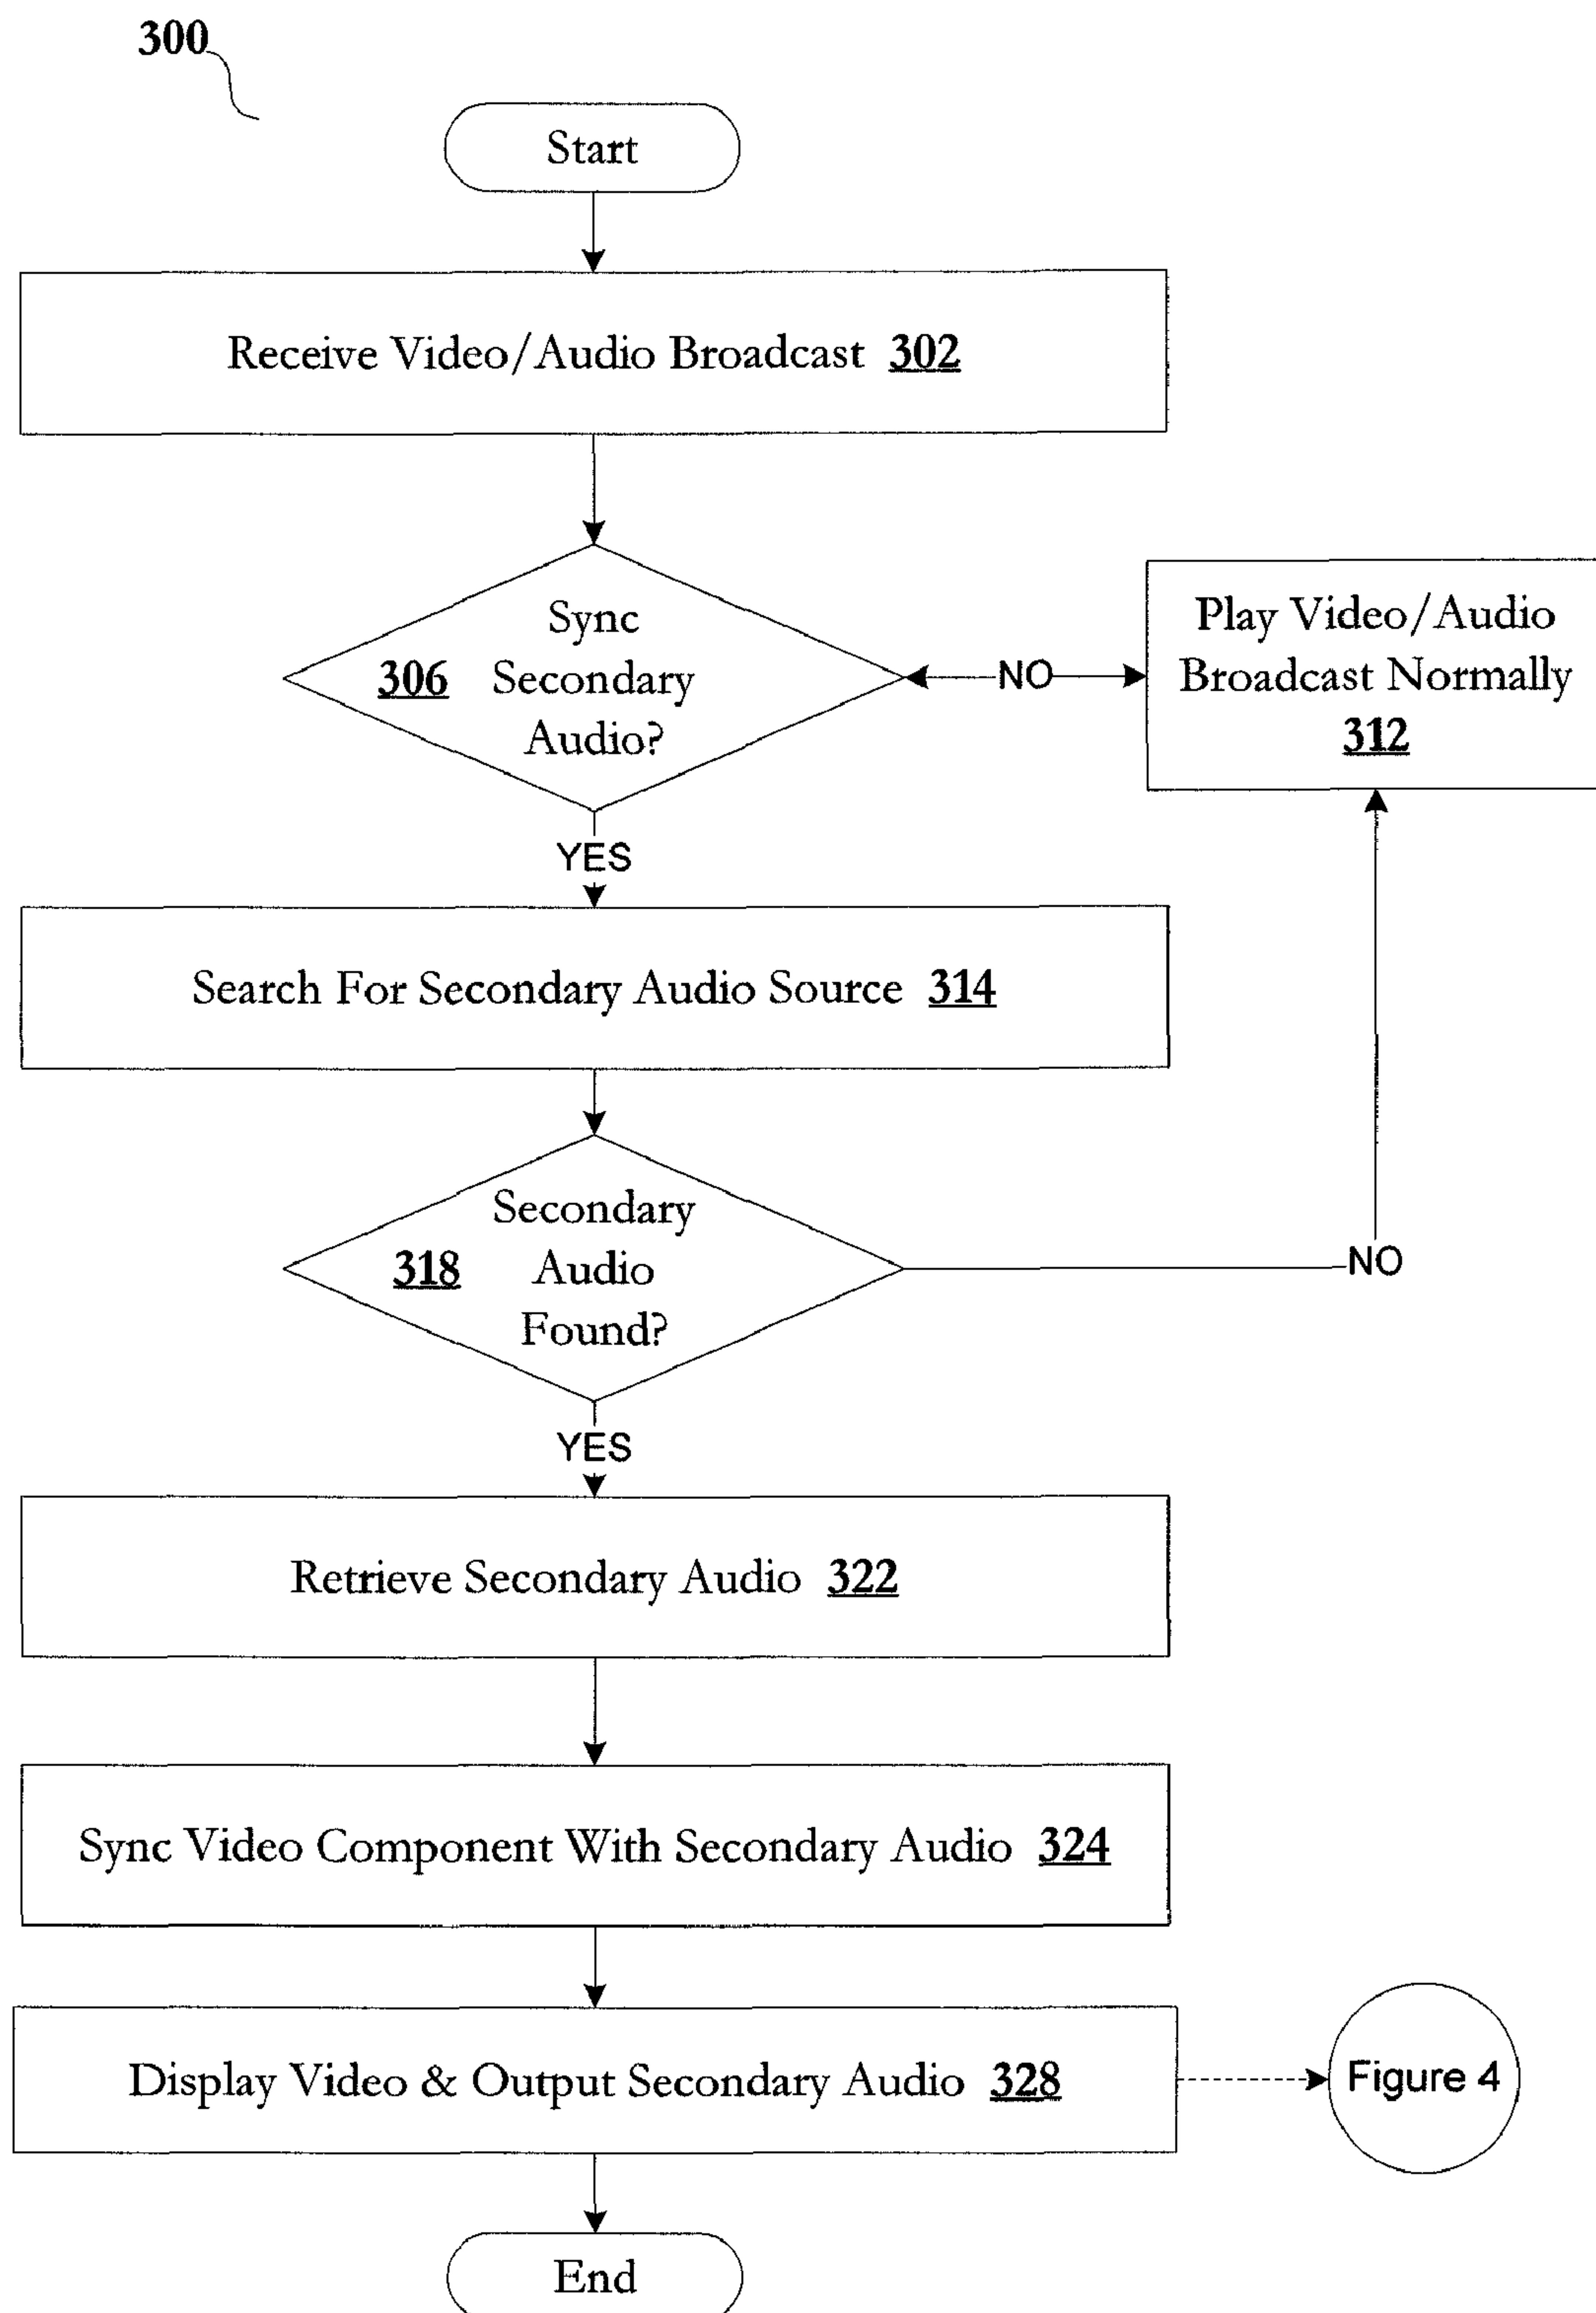 300
Start
Receive Video/Audio Broadcast 302
Sync
306 Secondary
Audio?
NO
Play Video/Audio
Broadcast Normally
312
YES
Search For Secondary Audio Source 314
Secondary
318 Audio
Found?
NO
YES
Retrieve Secondary Audio 322
Sync Video Component With Secondary Audio 324
Display Video & Output Secondary Audio 328
Figure 4
End